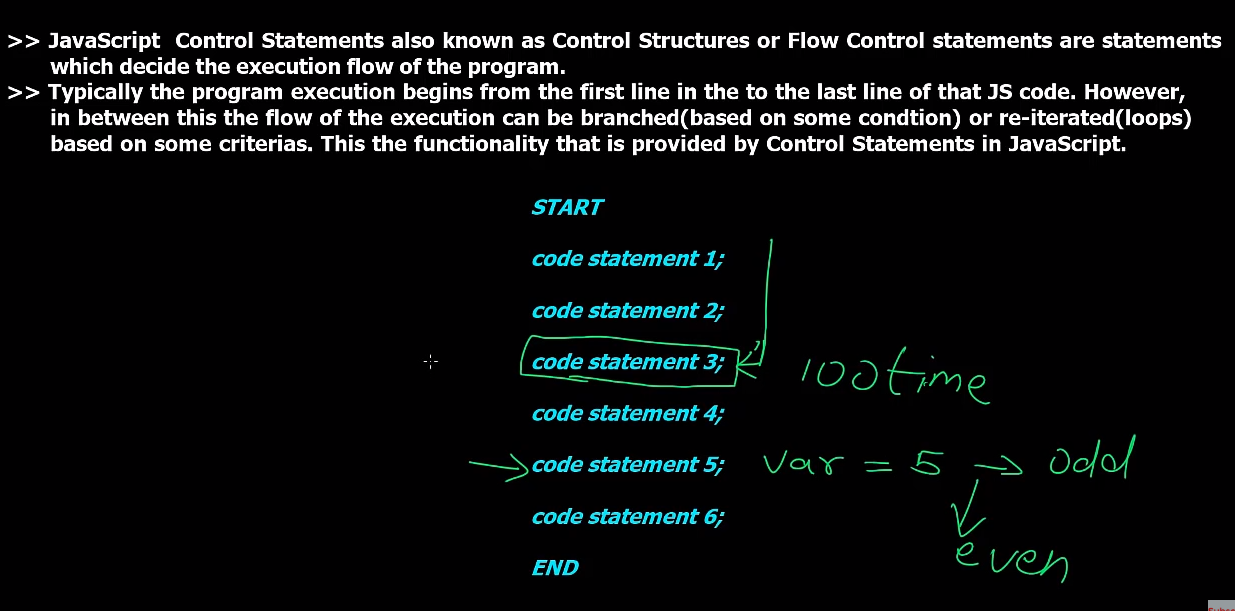 >> JavaScript Control Statements also known as Control Structures or Flow Control statements are statements
which decide the execution flow of the program.
>> Typically the program execution begins from the first line in the to the last line of that JS code. However,
in between this the flow of the execution can be branched(based on some condtion) or re-iterated(loops)
based on some criterias. This the functionality that is provided by Control Statements in JavaScript.
START
code statement 1;
code statement 2;
code statement 3;
100 time
code statement 4;
code statement 5; var = 5 → odd
code statement 6;
even
END